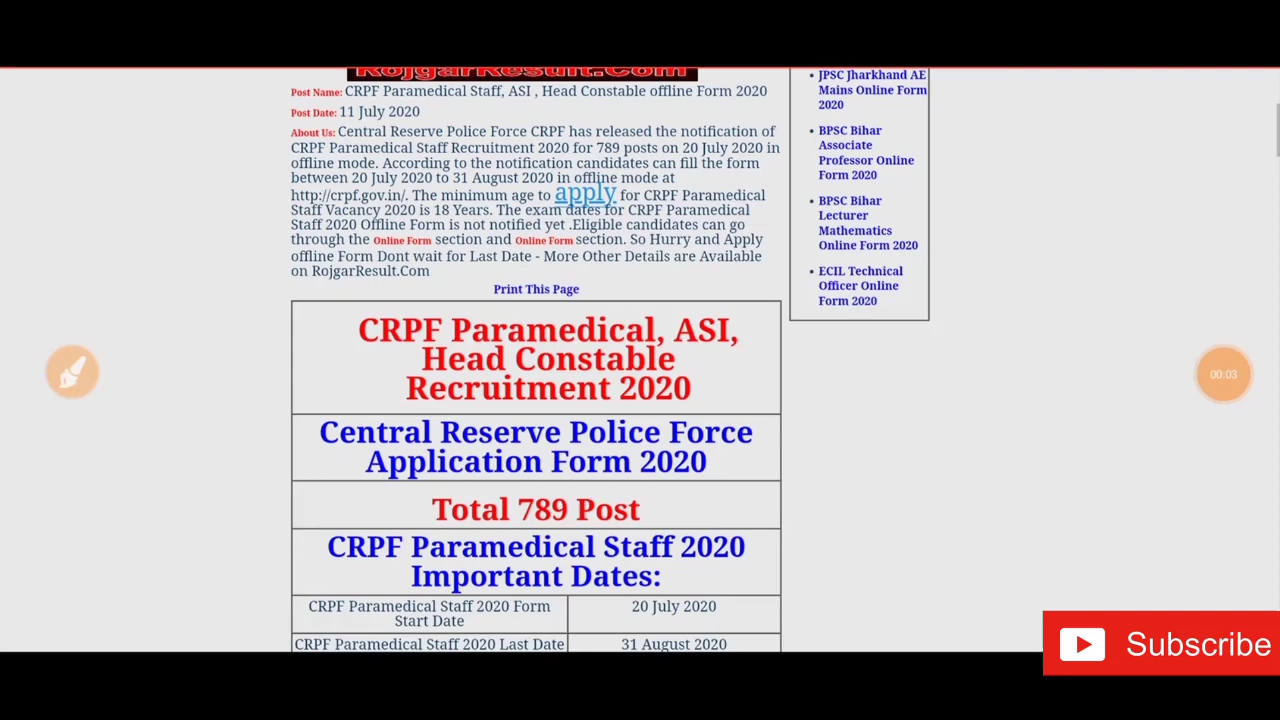 RojgarResult.Com
Post Name: CRPF Paramedical Staff, ASI , Head Constable offline Form 2020
Post Date: 11 July 2020
About Us: Central Reserve Police Force CRPF has released the notification of
CRPF Paramedical Staff Recruitment 2020 for 789 posts on 20 July 2020 in
offline mode. According to the notification candidates can fill the form
between 20 July 2020 to 31 August 2020 in offline mode at
http://crpf.gov.in/. The minimum age to apply for CRPF Paramedical
Staff Vacancy 2020 is 18 Years. The exam dates for CRPF Paramedical
Staff 2020 Offline Form is not notified yet .Eligible candidates can go
through the Online Form section and Online Form section. So Hurry and Apply
offline Form Dont wait for Last Date - More Other Details are Available
on RojgarResult.Com
Print This Page
CRPF Paramedical, ASI,
Head Constable
Recruitment 2020
Central Reserve Police Force
Application Form 2020
Total 789 Post
CRPF Paramedical Staff 2020
Important Dates:
CRPF Paramedical Staff 2020 Form
Start Date
20 July 2020
CRPF Paramedical Staff 2020 Last Date
31 August 2020
JPSC Jharkhand AE
Mains Online Form
2020
BPSC Bihar
Associate
Professor Online
Form 2020
BPSC Bihar
Lecturer
Mathematics
Online Form 2020
ECIL Technical
Officer Online
Form 2020
00:03
Subscribe